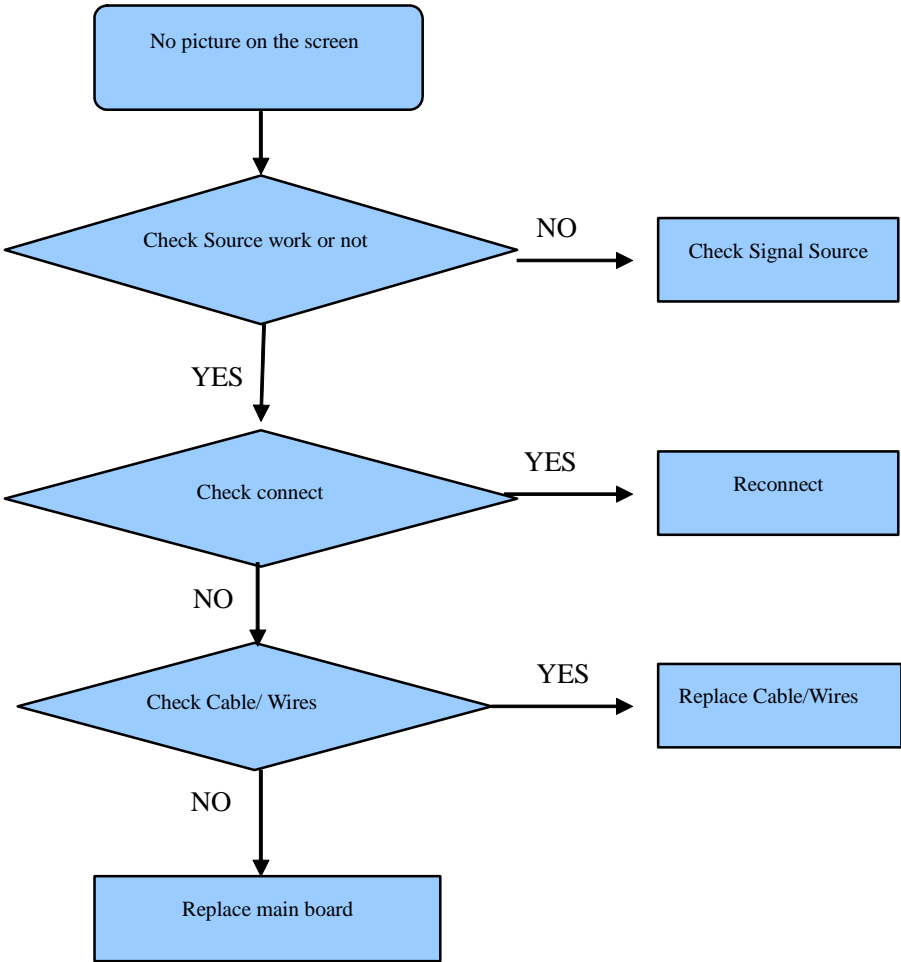 No picture on the screen
Check Source work or not
NO
Check Signal Source
YES
Check connect
YES
Reconnect
NO
Check Cable/ Wires
YES
Replace Cable/Wires
NO
Replace main board